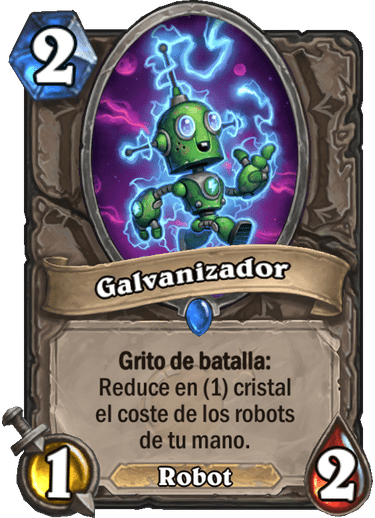 2
Galvanizador
Grito de batalla:
Reduce en (1) cristal
el coste de los robots
de tu mano.
1
Robot
2